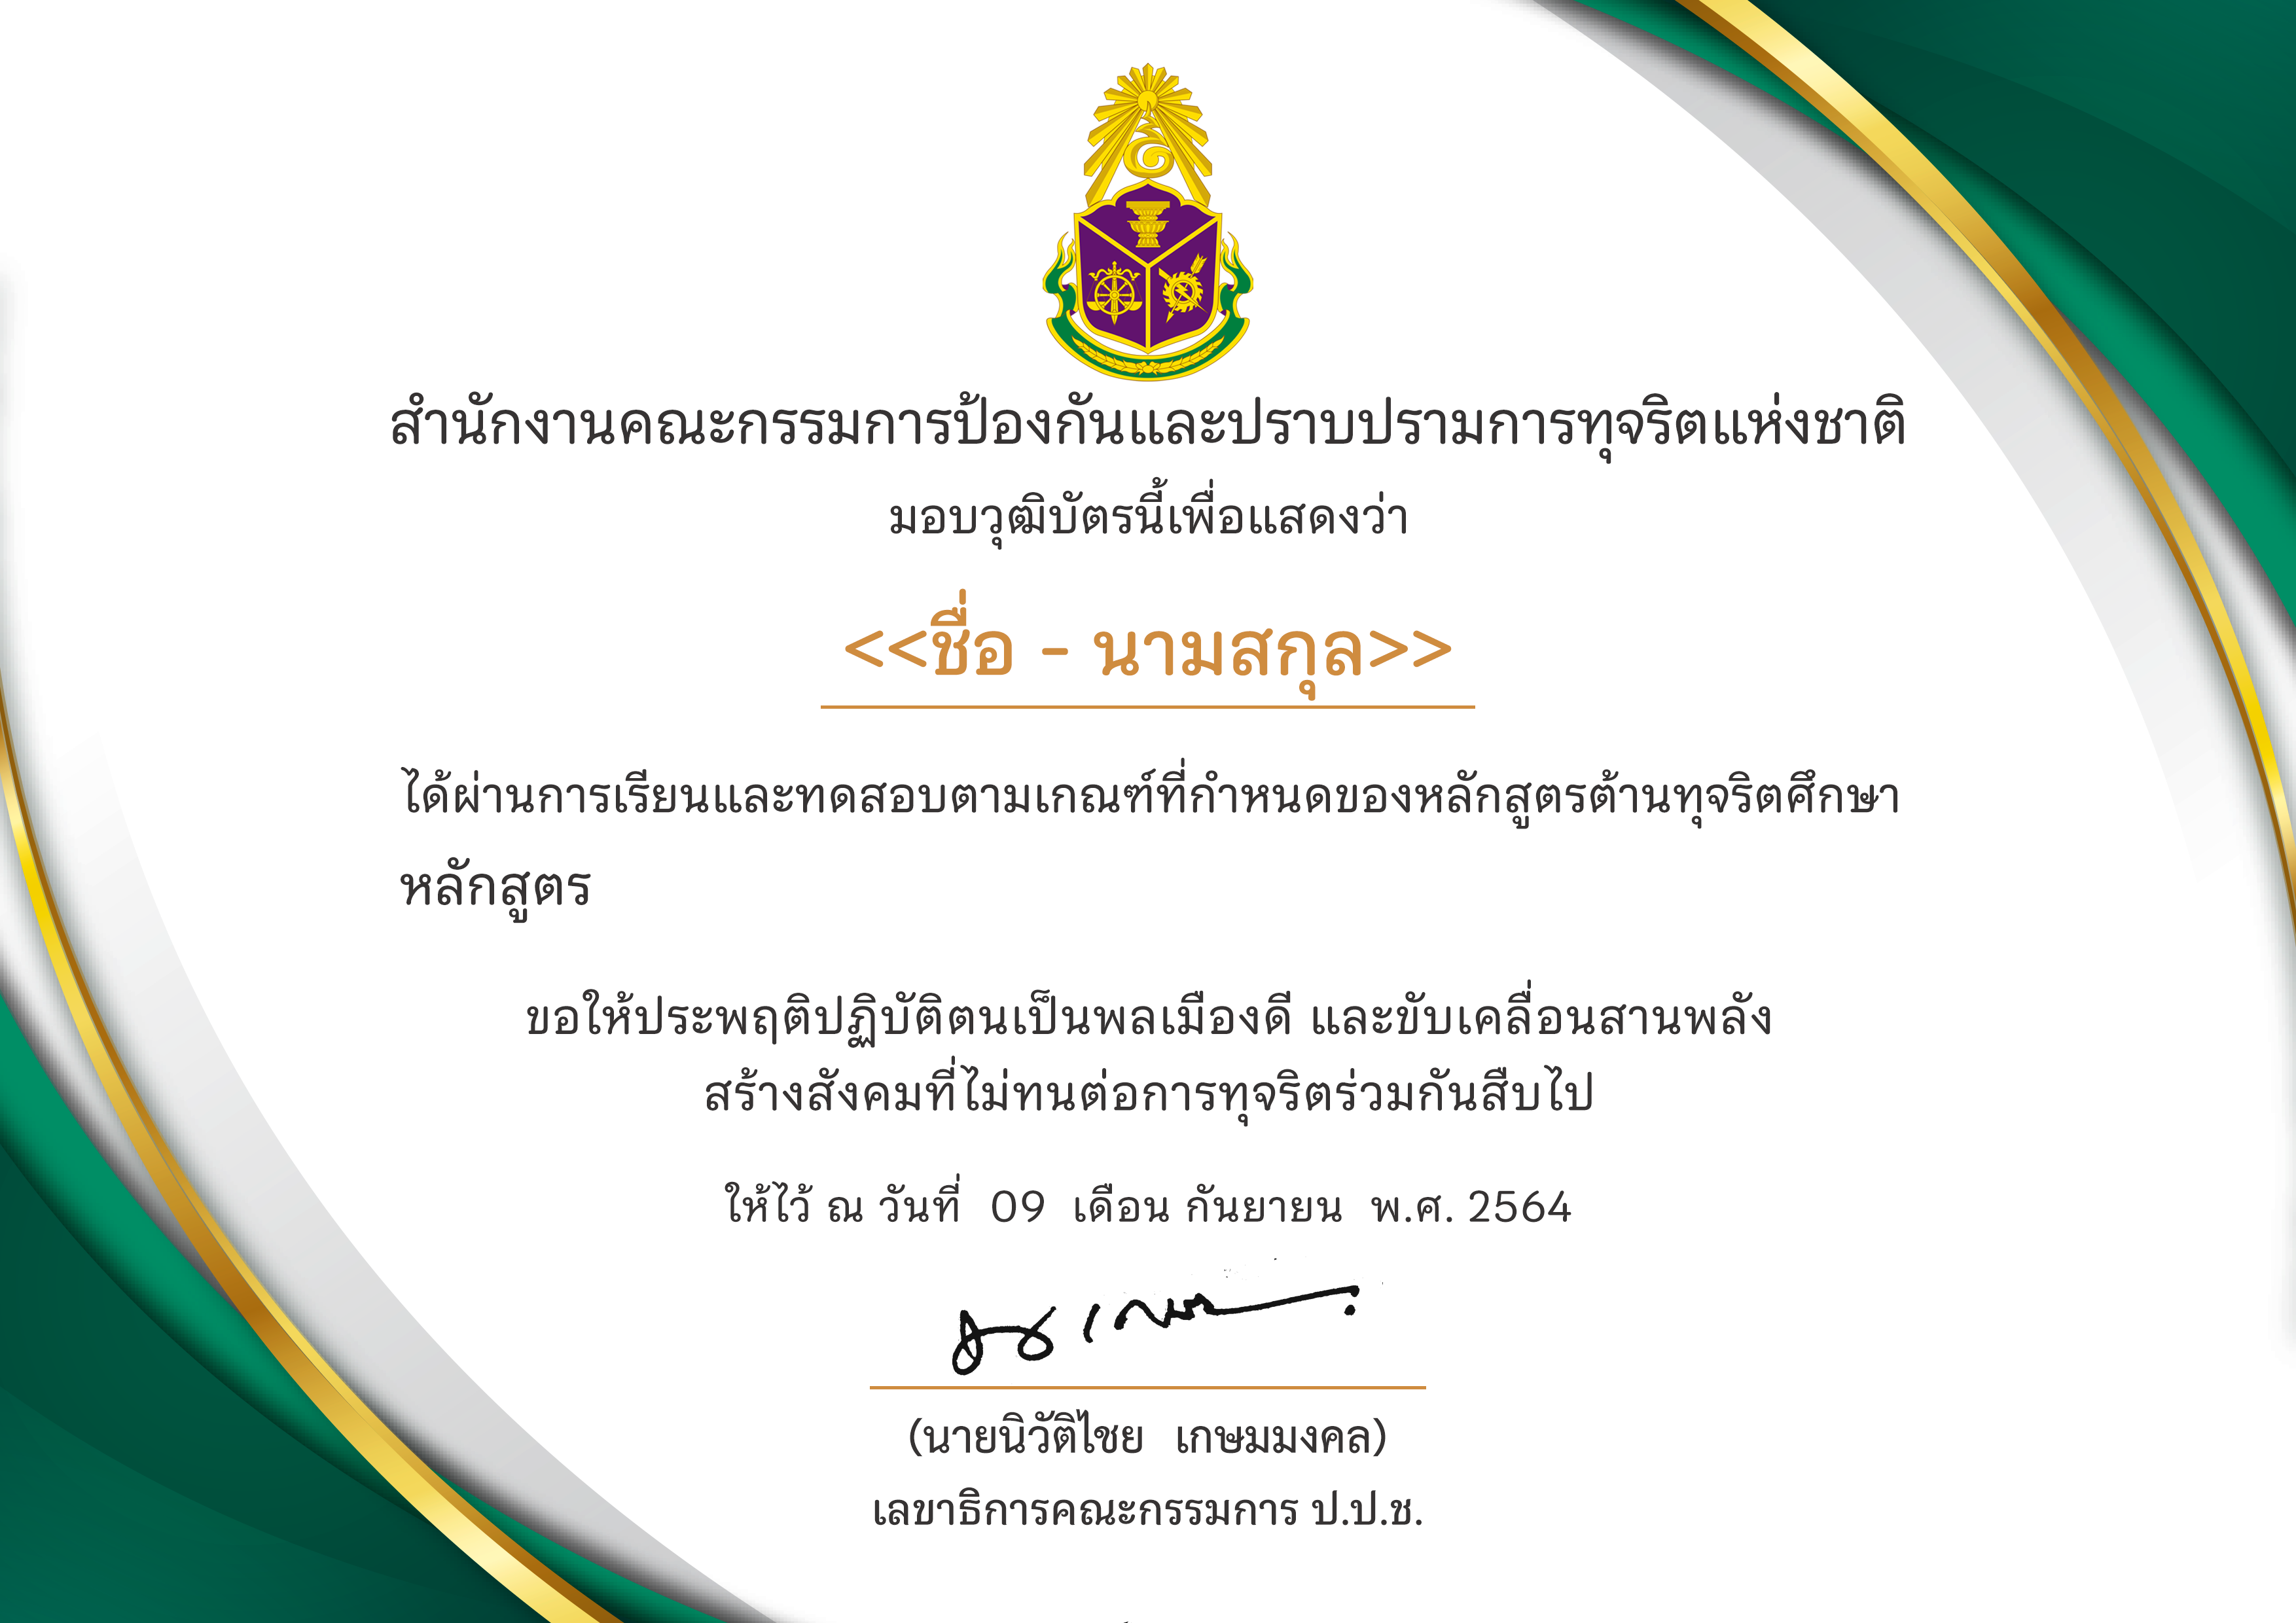 สำนักงานคณะกรรมการป้องกันและปราบปรามการทุจริตแห่งชาติ
มอบวุฒิบัตรนี้เพื่อแสดงว่า
<<ชื่อ - นามสกุล>>
ได้ผ่านการเรียนและทดสอบตามเกณฑ์ที่กำหนดของหลักสูตรต้านทุจริตศึกษา
หลักสูตร
ขอให้ประพฤติปฏิบัติตนเป็นพลเมืองดี และขับเคลื่อนสานพลัง
สร้างสังคมที่ไม่ทนต่อการทุจริตร่วมกันสืบไป
ให้ไว้ ณ วันที่ 09 เดือน กันยายน พ.ศ. 2564
(นายนิวัติไชย เกษมมงคล)
เลขาธิการคณะกรรมการ ป.ป.ช.